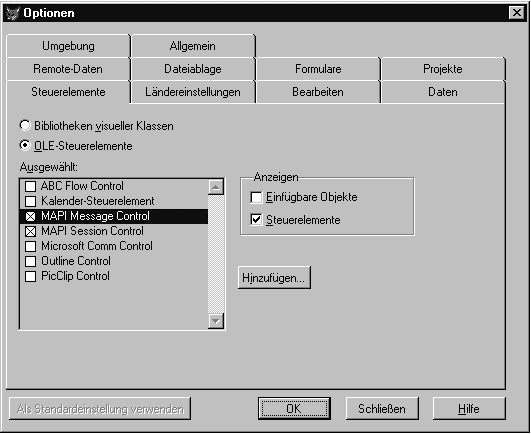 Optionen
Umgebung Allgemein
Remote-Daten Dateiablage Formulare Projekte
Steuerelemente Ländereinstellungen Bearbeiten Daten
Bibliotheken visueller Klassen
OLE-Steuerelemente
Ausgewählt:
ABC Flow Control
Kalender-Steuerelement
MAPI Message Control
MAPI Session Control
Microsoft Comm Control
Outline Control
PicClip Control
Anzeigen
Einfügbare Objekte
Steuerelemente
Hinzufügen...
Als Standardeinstellung verwenden OK Schließen Hilfe